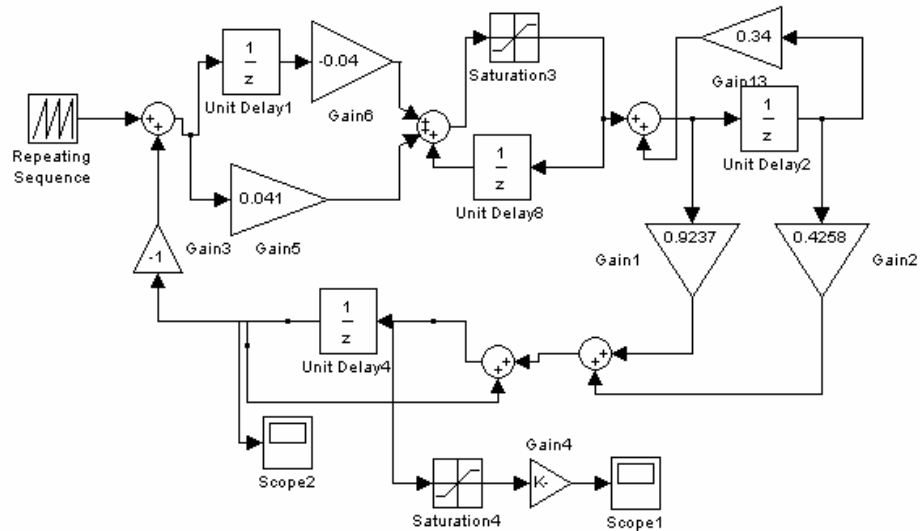 0.34
-0.04
1
z
Saturation3
Gain13
Unit Delay1
Gain6
1
z
Repeating
Sequence
1
z
Unit Delay2
0.041
Unit Delay8
0.9237
0.4258
-1
Gain3
Gain5
Gain1
Gain2
1
z
Unit Delay4
Gain4
K-
Scope2
Saturation4
Scope1